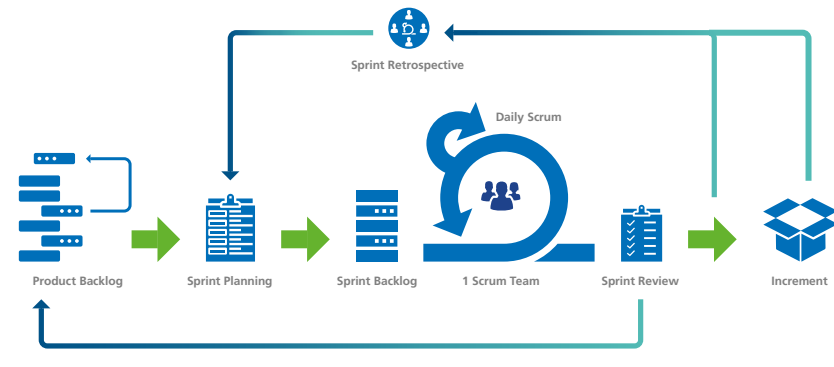 Sprint Retrospective
Daily Scrum
Product Backlog
Sprint Planning
Sprint Backlog
1 Scrum Team
Sprint Review
Increment